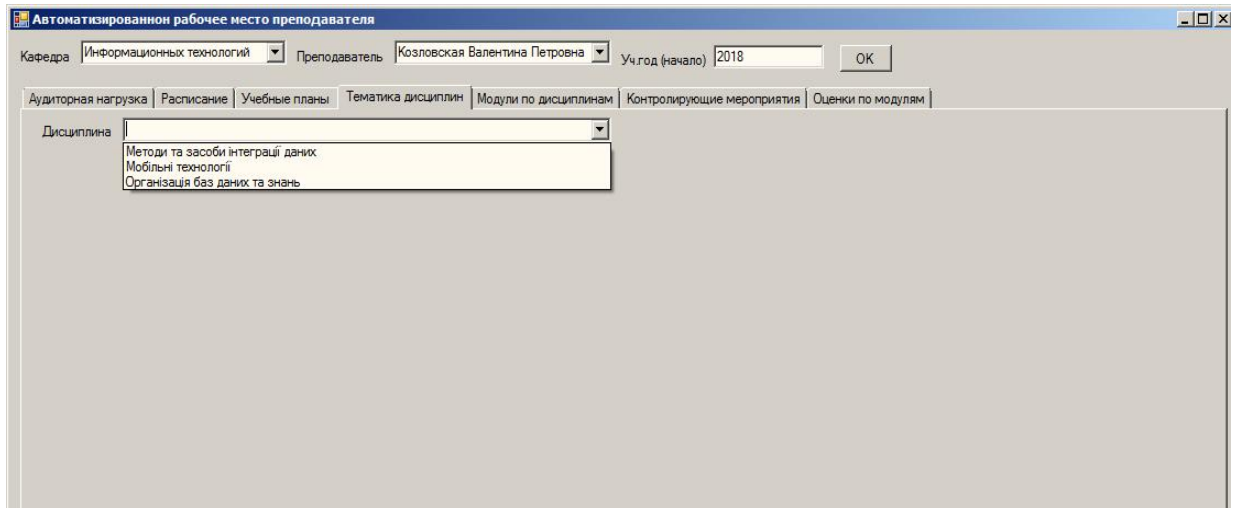 Автоматизированнон рабочее место преподавателя
Кафедра Информационных технологий Преподаватель Козловская Валентина Петровна Уч.год (начало) 2018 OK
Аудиторная нагрузка Расписание Учебные планы Тематика дисциплин Модули по дисциплинам Контролирующие мероприятия Оценки по модулям
Дисциплина
Методи та засоби інтеграції даних
Мобільні технології
Організація баз даних та знань